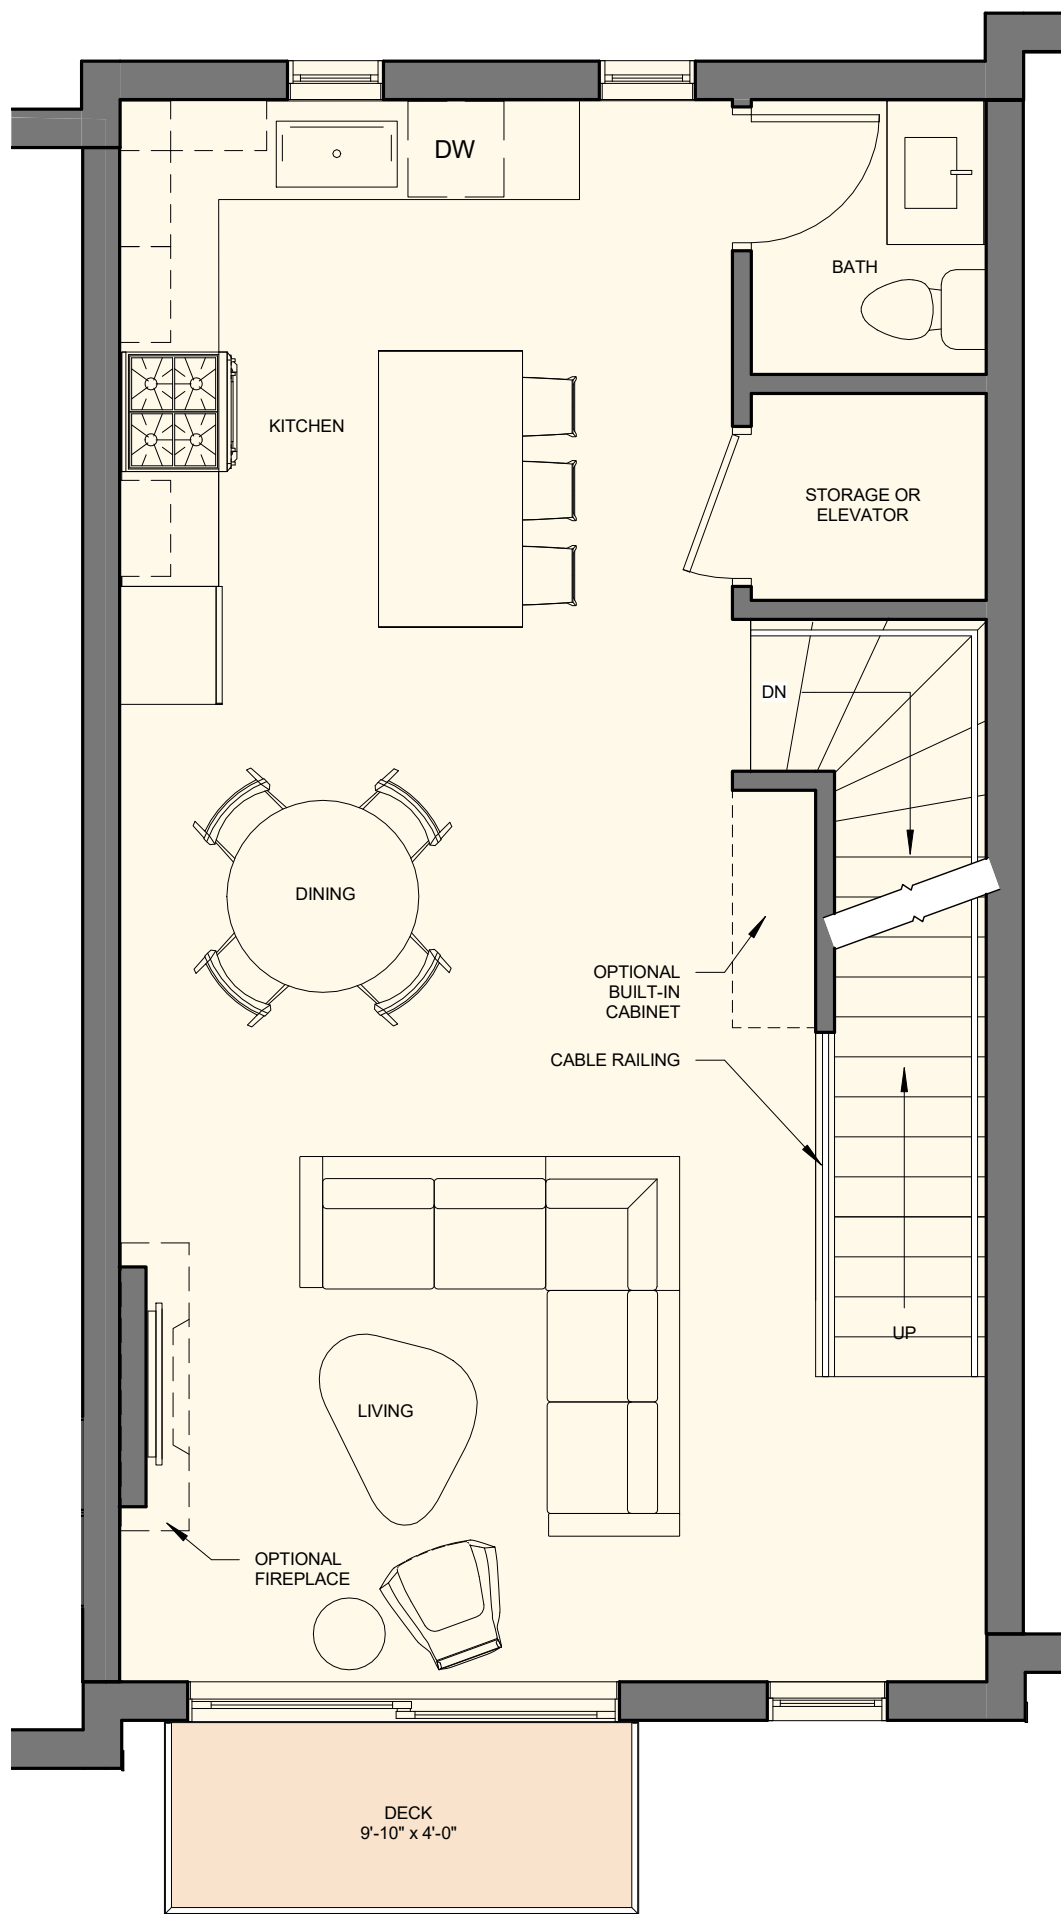 DW
BATH
KITCHEN
STORAGE OR
ELEVATOR
DN
DINING
OPTIONAL
BUILT-IN
CABINET
CABLE RAILING
UP
LIVING
OPTIONAL
FIREPLACE
DECK
9'-10" x 4'-0"